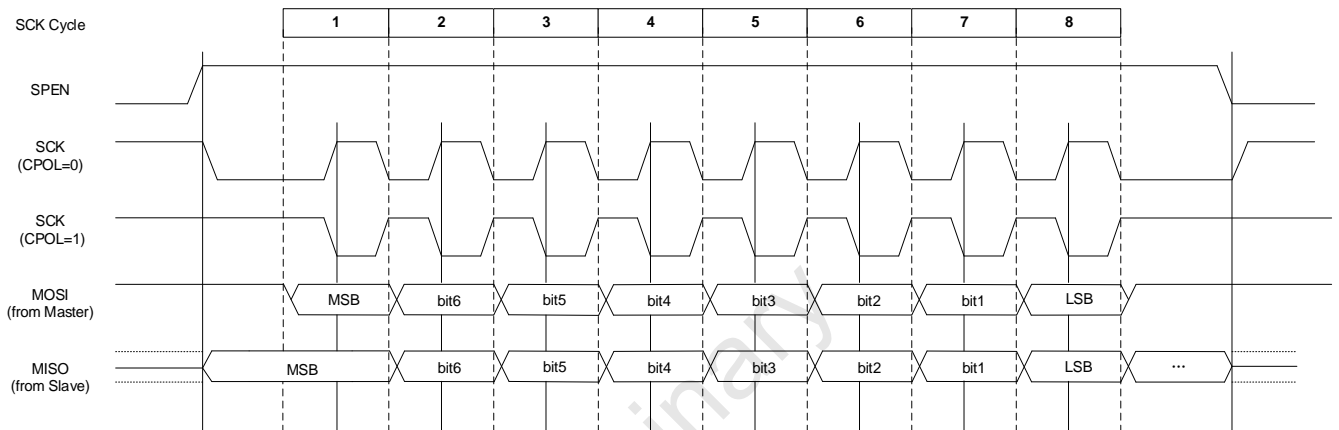 SCK Cycle 1 2 3 4 5 6 7 8
SPEN
SCK
(CPOL=0)
SCK
(CPOL=1)
MOSI
(from Master)
MSB bit6 bit5 bit4 bit3 bit2 bit1 LSB
MISO
(from Slave)
MSB bit6 bit5 bit4 bit3 bit2 bit1 LSB ...
inary